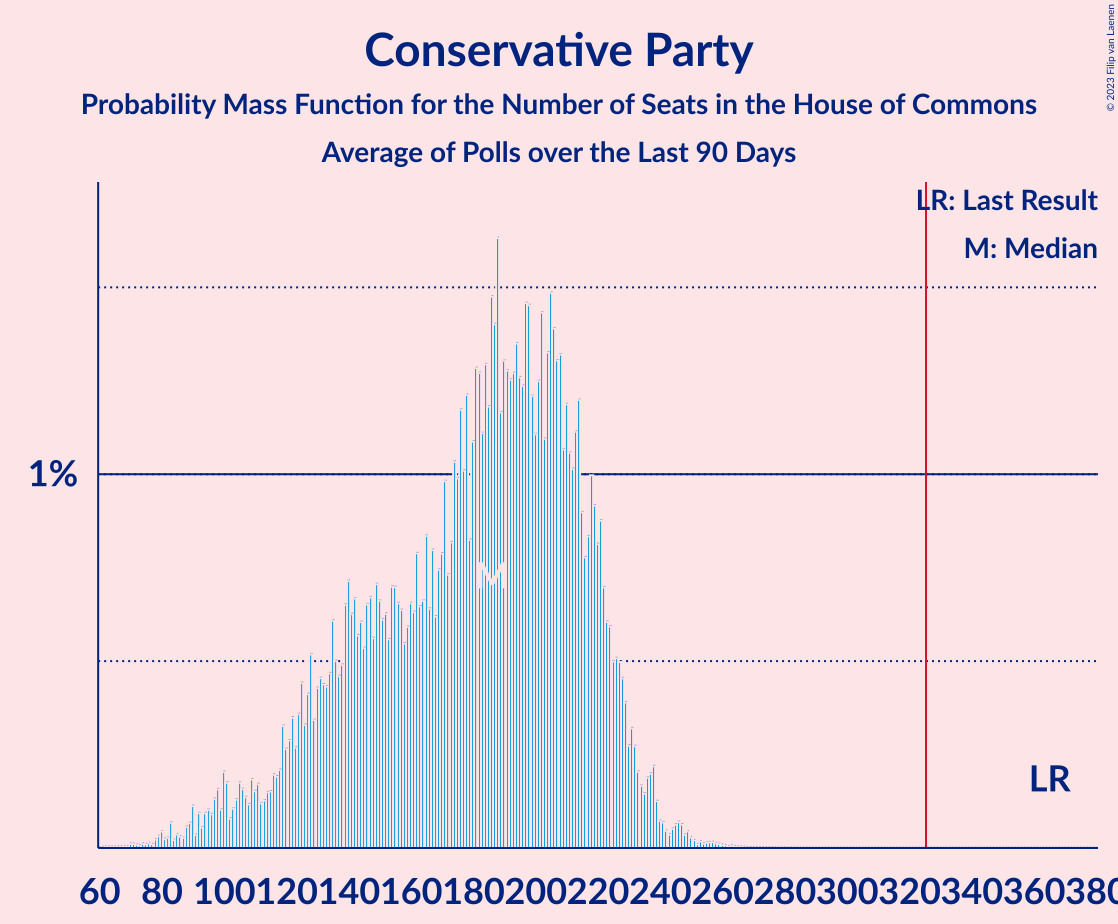 Conservative Party
Probability Mass Function for the Number of Seats in the House of Commons
Average of Polls over the Last 90 Days
© 2023 Filip van Laenen
LR: Last Result
M: Median
1%
M
LR
60 80 100 120 140 160 180 200 220 240 260 280 300 320 340 360 380